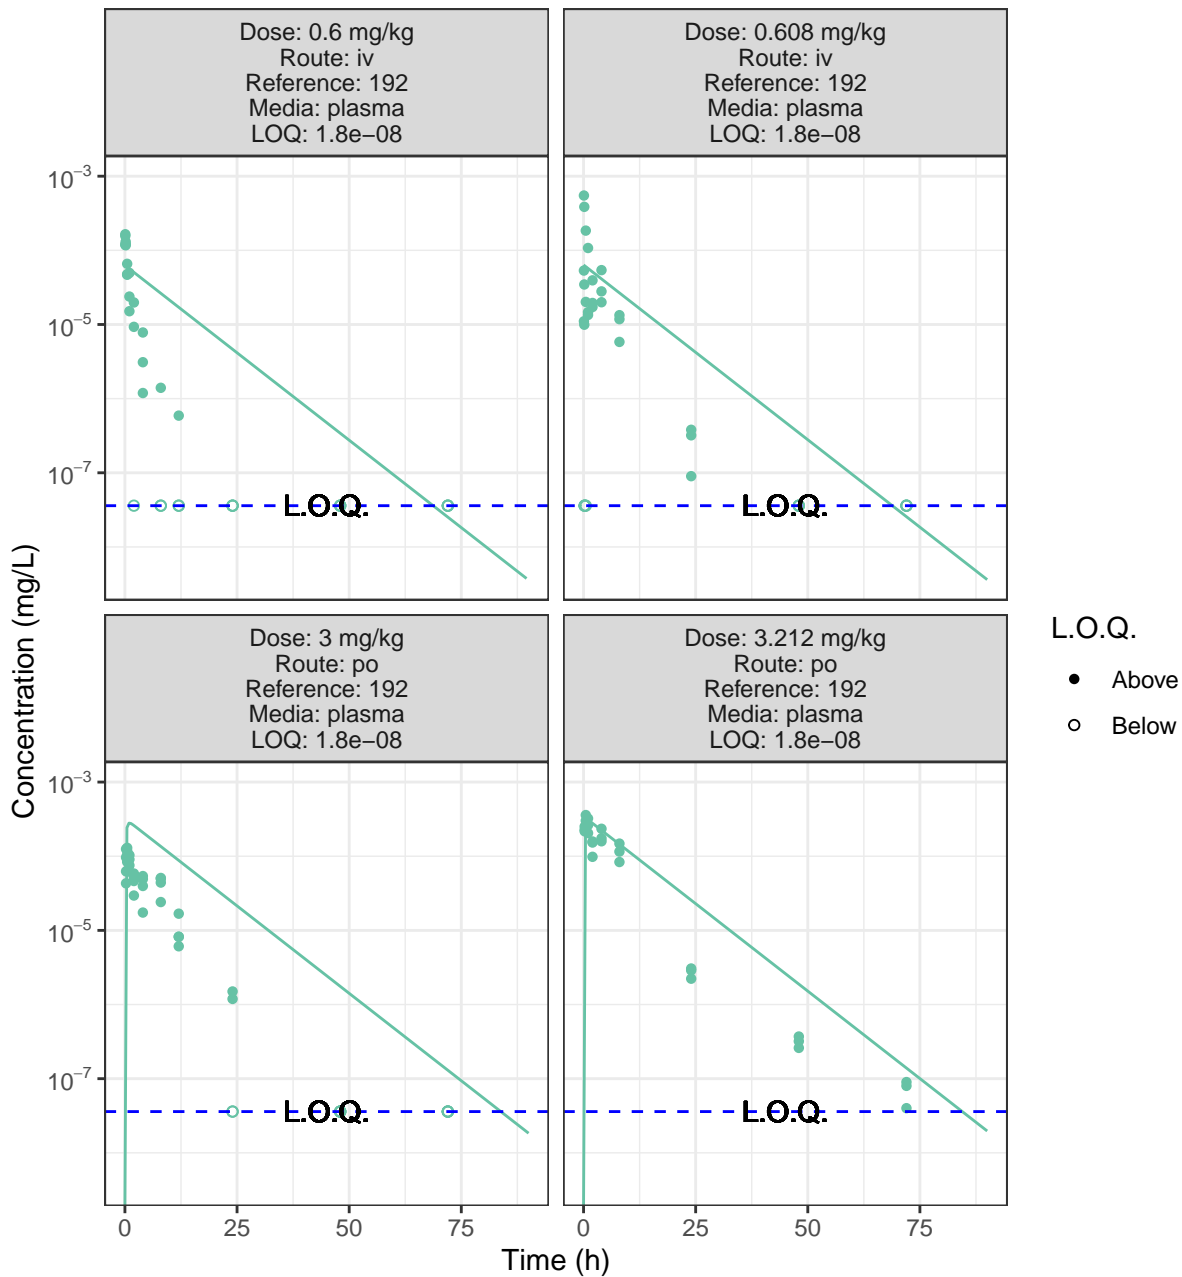 Dose: 0.6 mg/kg
Route: iv
Reference: 192
Media: plasma
LOQ: 1.8e−08
Dose: 0.608 mg/kg
Route: iv
Reference: 192
Media: plasma
LOQ: 1.8e−08
10⁻³
10⁻⁵
10⁻⁷
L.O.Q.
L.O.Q.
Dose: 3 mg/kg
Route: po
Reference: 192
Media: plasma
LOQ: 1.8e−08
Dose: 3.212 mg/kg
Route: po
Reference: 192
Media: plasma
LOQ: 1.8e−08
10⁻³
10⁻⁵
10⁻⁷
L.O.Q.
L.O.Q.
0 25 50 75
0 25 50 75
Time (h)
Concentration (mg/L)
L.O.Q.
Above
Below